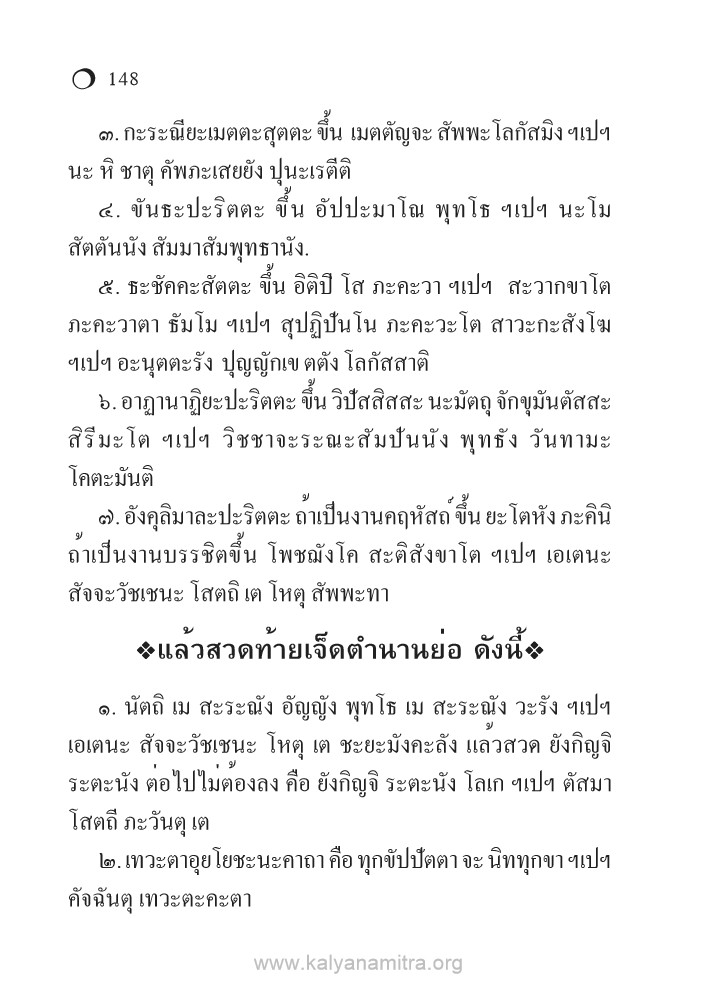 148
๓. กะระณียะเมตตะสุตตะ ขึ้น เมตตัญจะ สัพพะโลกัสมิง ฯเปฯ
นะ หิ ชาตุ คัพภะเสยยัง ปุนะเรตีติ
๔. ขันธะปะริตตะ ขึ้น อัปปะมาโณ พุทโธ ฯเปฯ นะโม
สัตตันนัง สัมมาสัมพุทธานัง.
๕. ธะชัคคะสัตตะ ขึ้น อิติปิ โส ภะคะวา ฯเปฯ สะวากขาโต
ภะคะวาตา ธัมโม ฯเปฯ สุปฏิปันโน ภะคะวะโต สาวะกะสังโฆ
ฯเปฯ อะนุตตะรัง ปุญญักเข ตตัง โลกัสสาติ
๖. อาฏานาฏิยะปะริตตะ ขึ้น วิปัสสิสสะ นะมัตถุ จักขุมันตัสสะ
สิรีมะโต ฯเปฯ วิชชาจะระณะสัมปันนัง พุทธัง วันทามะ
โคตะมันติ
๗. อังคุลิมาละปะริตตะ ถ้าเป็นงานคฤหัสถ์ ขึ้น ยะโตหัง ภะคินิ
ถ้าเป็นงานบรรชิตขึ้น โพชฌังโค สะติสังขาโต ฯเปฯ เอเตนะ
สัจจะวัชเชนะ โสตถิ เต โหตุ สัพพะทา
❖แล้วสวดท้ายเจ็ดตำนานย่อ ดังนี้❖
๑. นัตถิ เม สะระณัง อัญญัง พุทโธ เม สะระณัง วะรัง ฯเปฯ
เอเตนะ สัจจะวัชเชนะ โหตุ เต ชะยะมังคะลัง แล้วสวด ยังกิญจิ
ระตะนัง ต่อไปไม่ต้องลง คือ ยังกิญจิ ระตะนัง โลเก ฯเปฯ ตัสมา
โสตถี ภะวันตุ เต
๒. เทวะตาอุยโยชะนะคาถา คือ ทุกขัปปัตตา จะ นิททุกขา ฯเปฯ
คัจฉันตุ เทวะตะคะตา
www.kalyanamitra.org